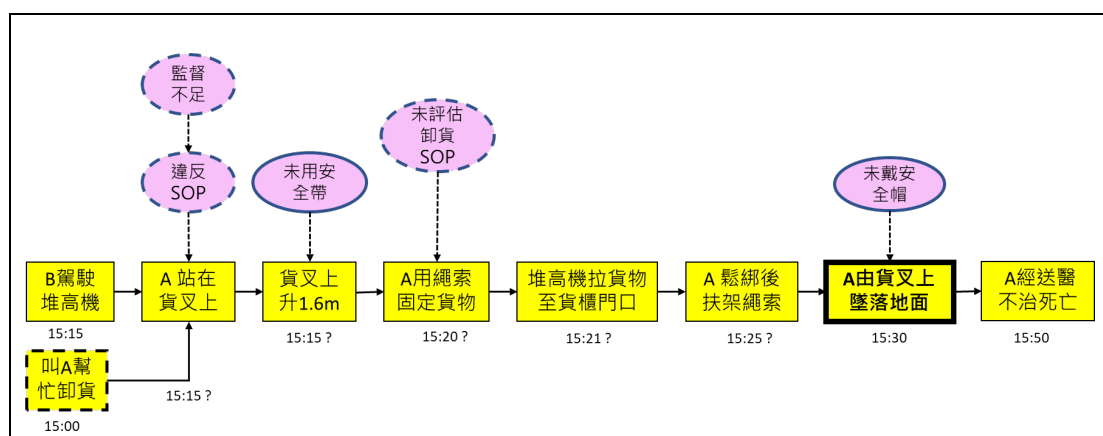 監督
不足
違反
SOP
未用安
全帶
未評估
卸貨
SOP
未戴安
全帽
B駕駛
堆高機
15:15
A 站在
貨叉上
貨叉上
升1.6m
15:15 ?
A用繩索
固定貨物
15:20 ?
堆高機拉貨物
至貨櫃門口
15:21 ?
A 鬆綁後
扶架繩索
15:25 ?
A由貨叉上
墜落地面
15:30
A經送醫
不治死亡
15:50
叫A幫
忙卸貨
15:00
15:15 ?